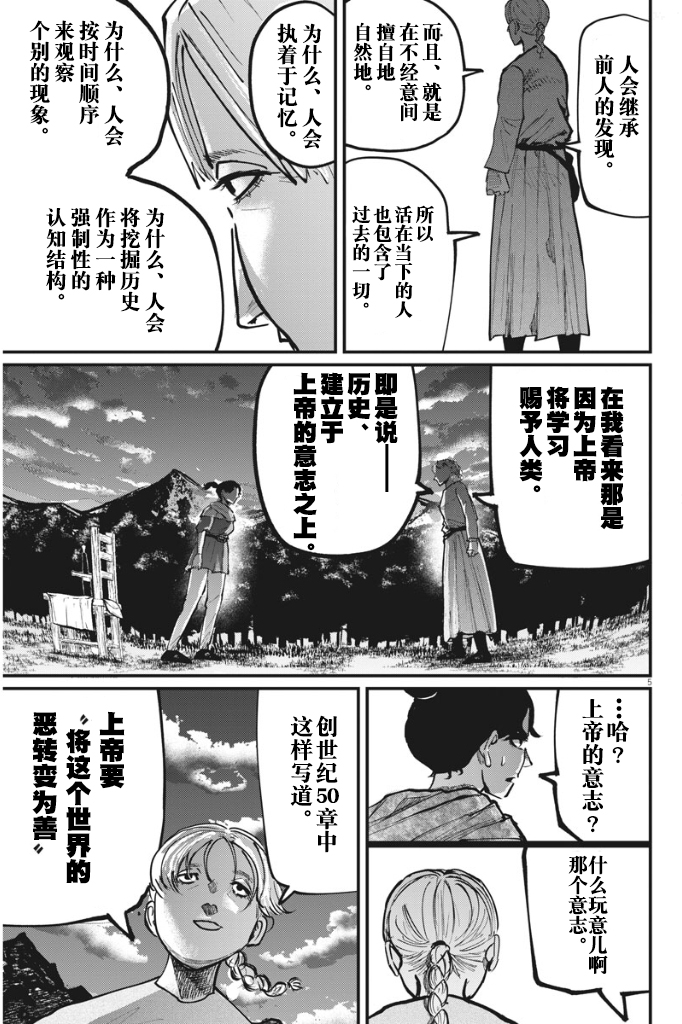 人会继承
前人的发现。
而且、就是
在不经意间
擅自地
自然地。
所以
活在当下的人
也包含了
过去的一切。
为什么、人会
执着于记忆。
为什么、人会
按时间顺序
来观察
个别的现象。
为什么、人会
将挖掘历史
作为一种
强制性的
认知结构。
在我看来那是
因为上帝
将学习
赐予人类。
即是说——
历史、
建立于
上帝的意志之上。
5
…哈？
上帝的意志？
什么玩意儿啊
那个意志。
创世纪50章中
这样写道。
上帝要
“将这个世界的
恶转变为善”